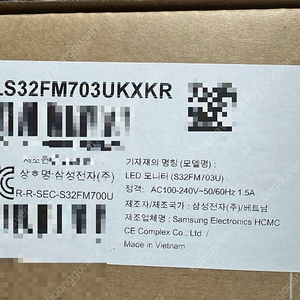 LS32FM703UKXKR
상호명:삼성전자(주)
R-R-SEC-S32FM700U
기자재의 명칭 (모델명) :
LED 모니터 (S32FM703U)
정격: AC100-240V~50/60Hz 1.5A
제조자/제조국가 : 삼성전자(주)/베트남
제조업체명 : Samsung Electronics HCMC
CE Complex Co., Ltd. /
Made in Vietnam